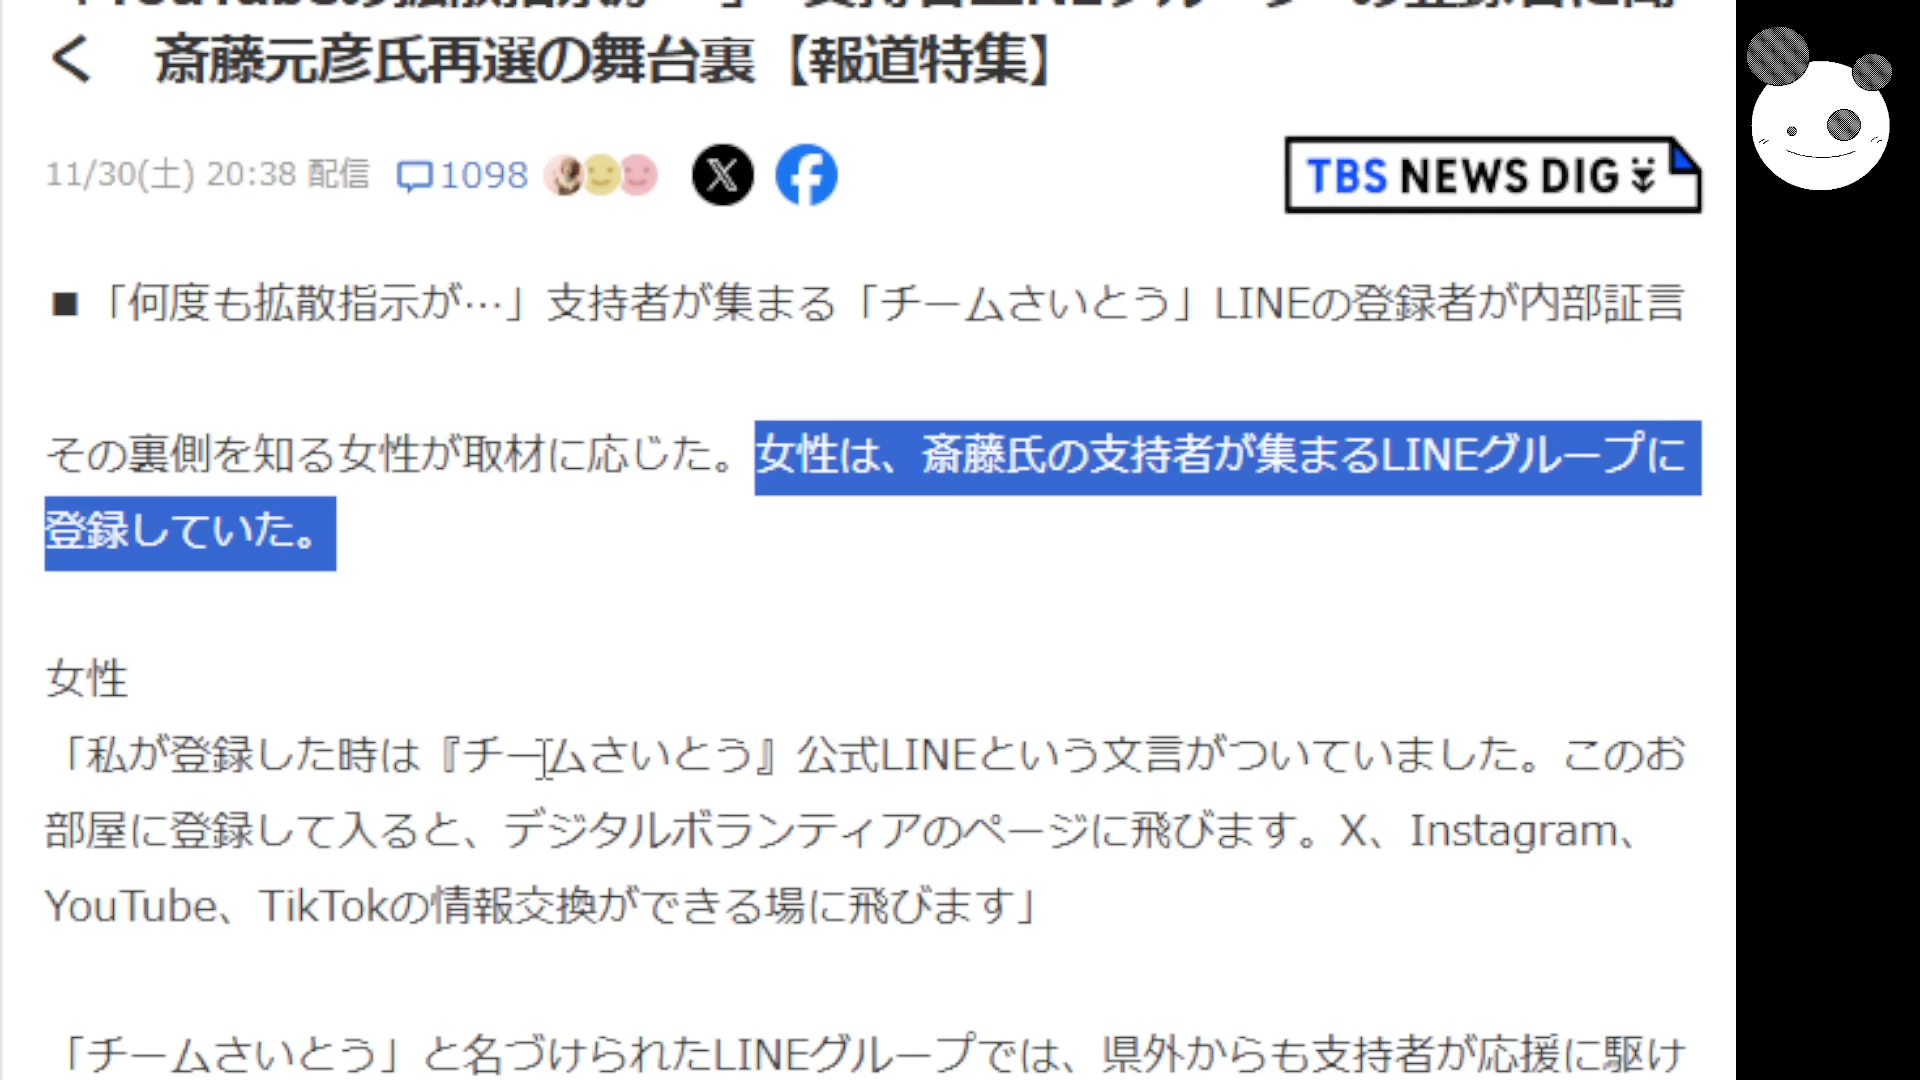 く 斎藤元彦氏再選の舞台裏【報道特集】
11/30(土) 20:38 配信 1098
TBS NEWS DIG
■「何度も拡散指示が…」支持者が集まる「チームさいとう」LINEの登録者が内部証言
その裏側を知る女性が取材に応じた。女性は、斎藤氏の支持者が集まるLINEグループに
登録していた。
女性
「私が登録した時は『チームさいとう』公式LINEという文言がついていました。このお
部屋に登録して入ると、デジタルボランティアのページに飛びます。X、Instagram、
YouTube、TikTokの情報交換ができる場に飛びます」
「チームさいとう」と名づけられたLINEグループでは、県外からも支持者が応援に駆け